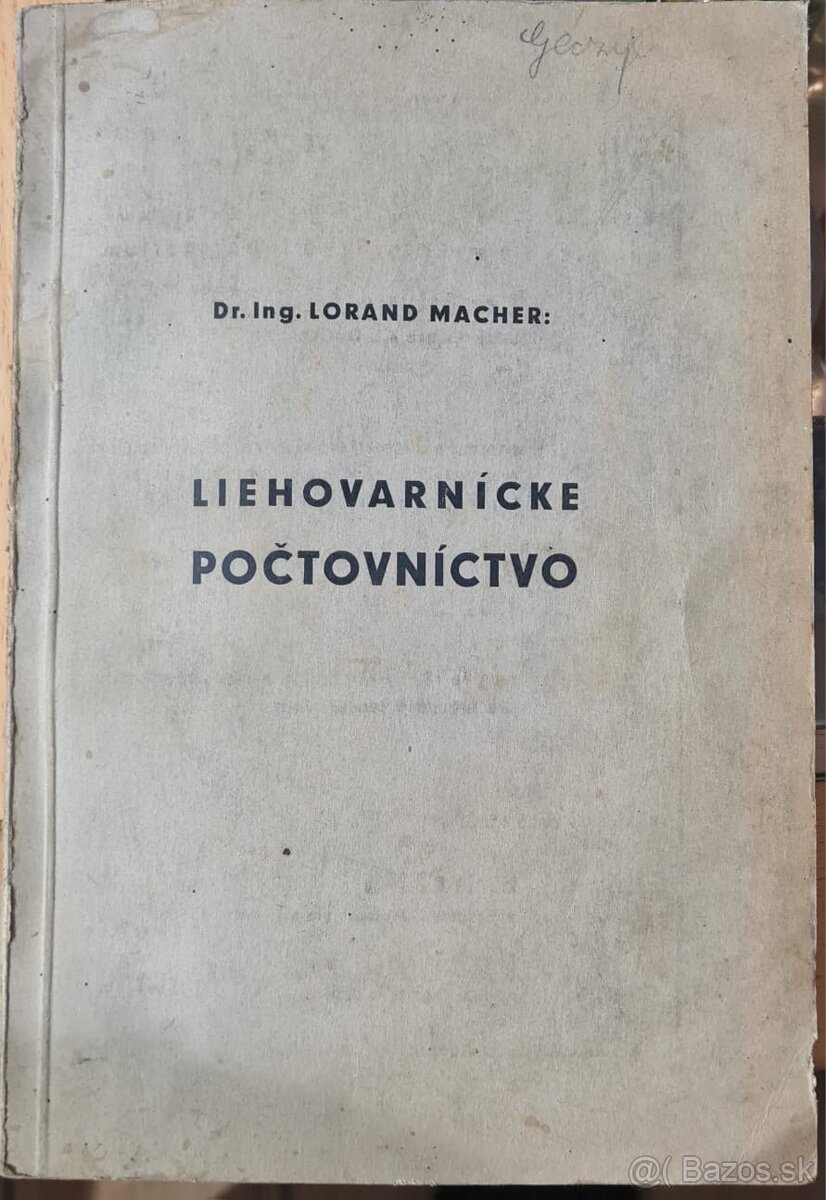 Dr. Ing. LORAND MACHER:
LIEHOVARNÍCKE
POČTOVNÍCTVO
@( Bazos.sk